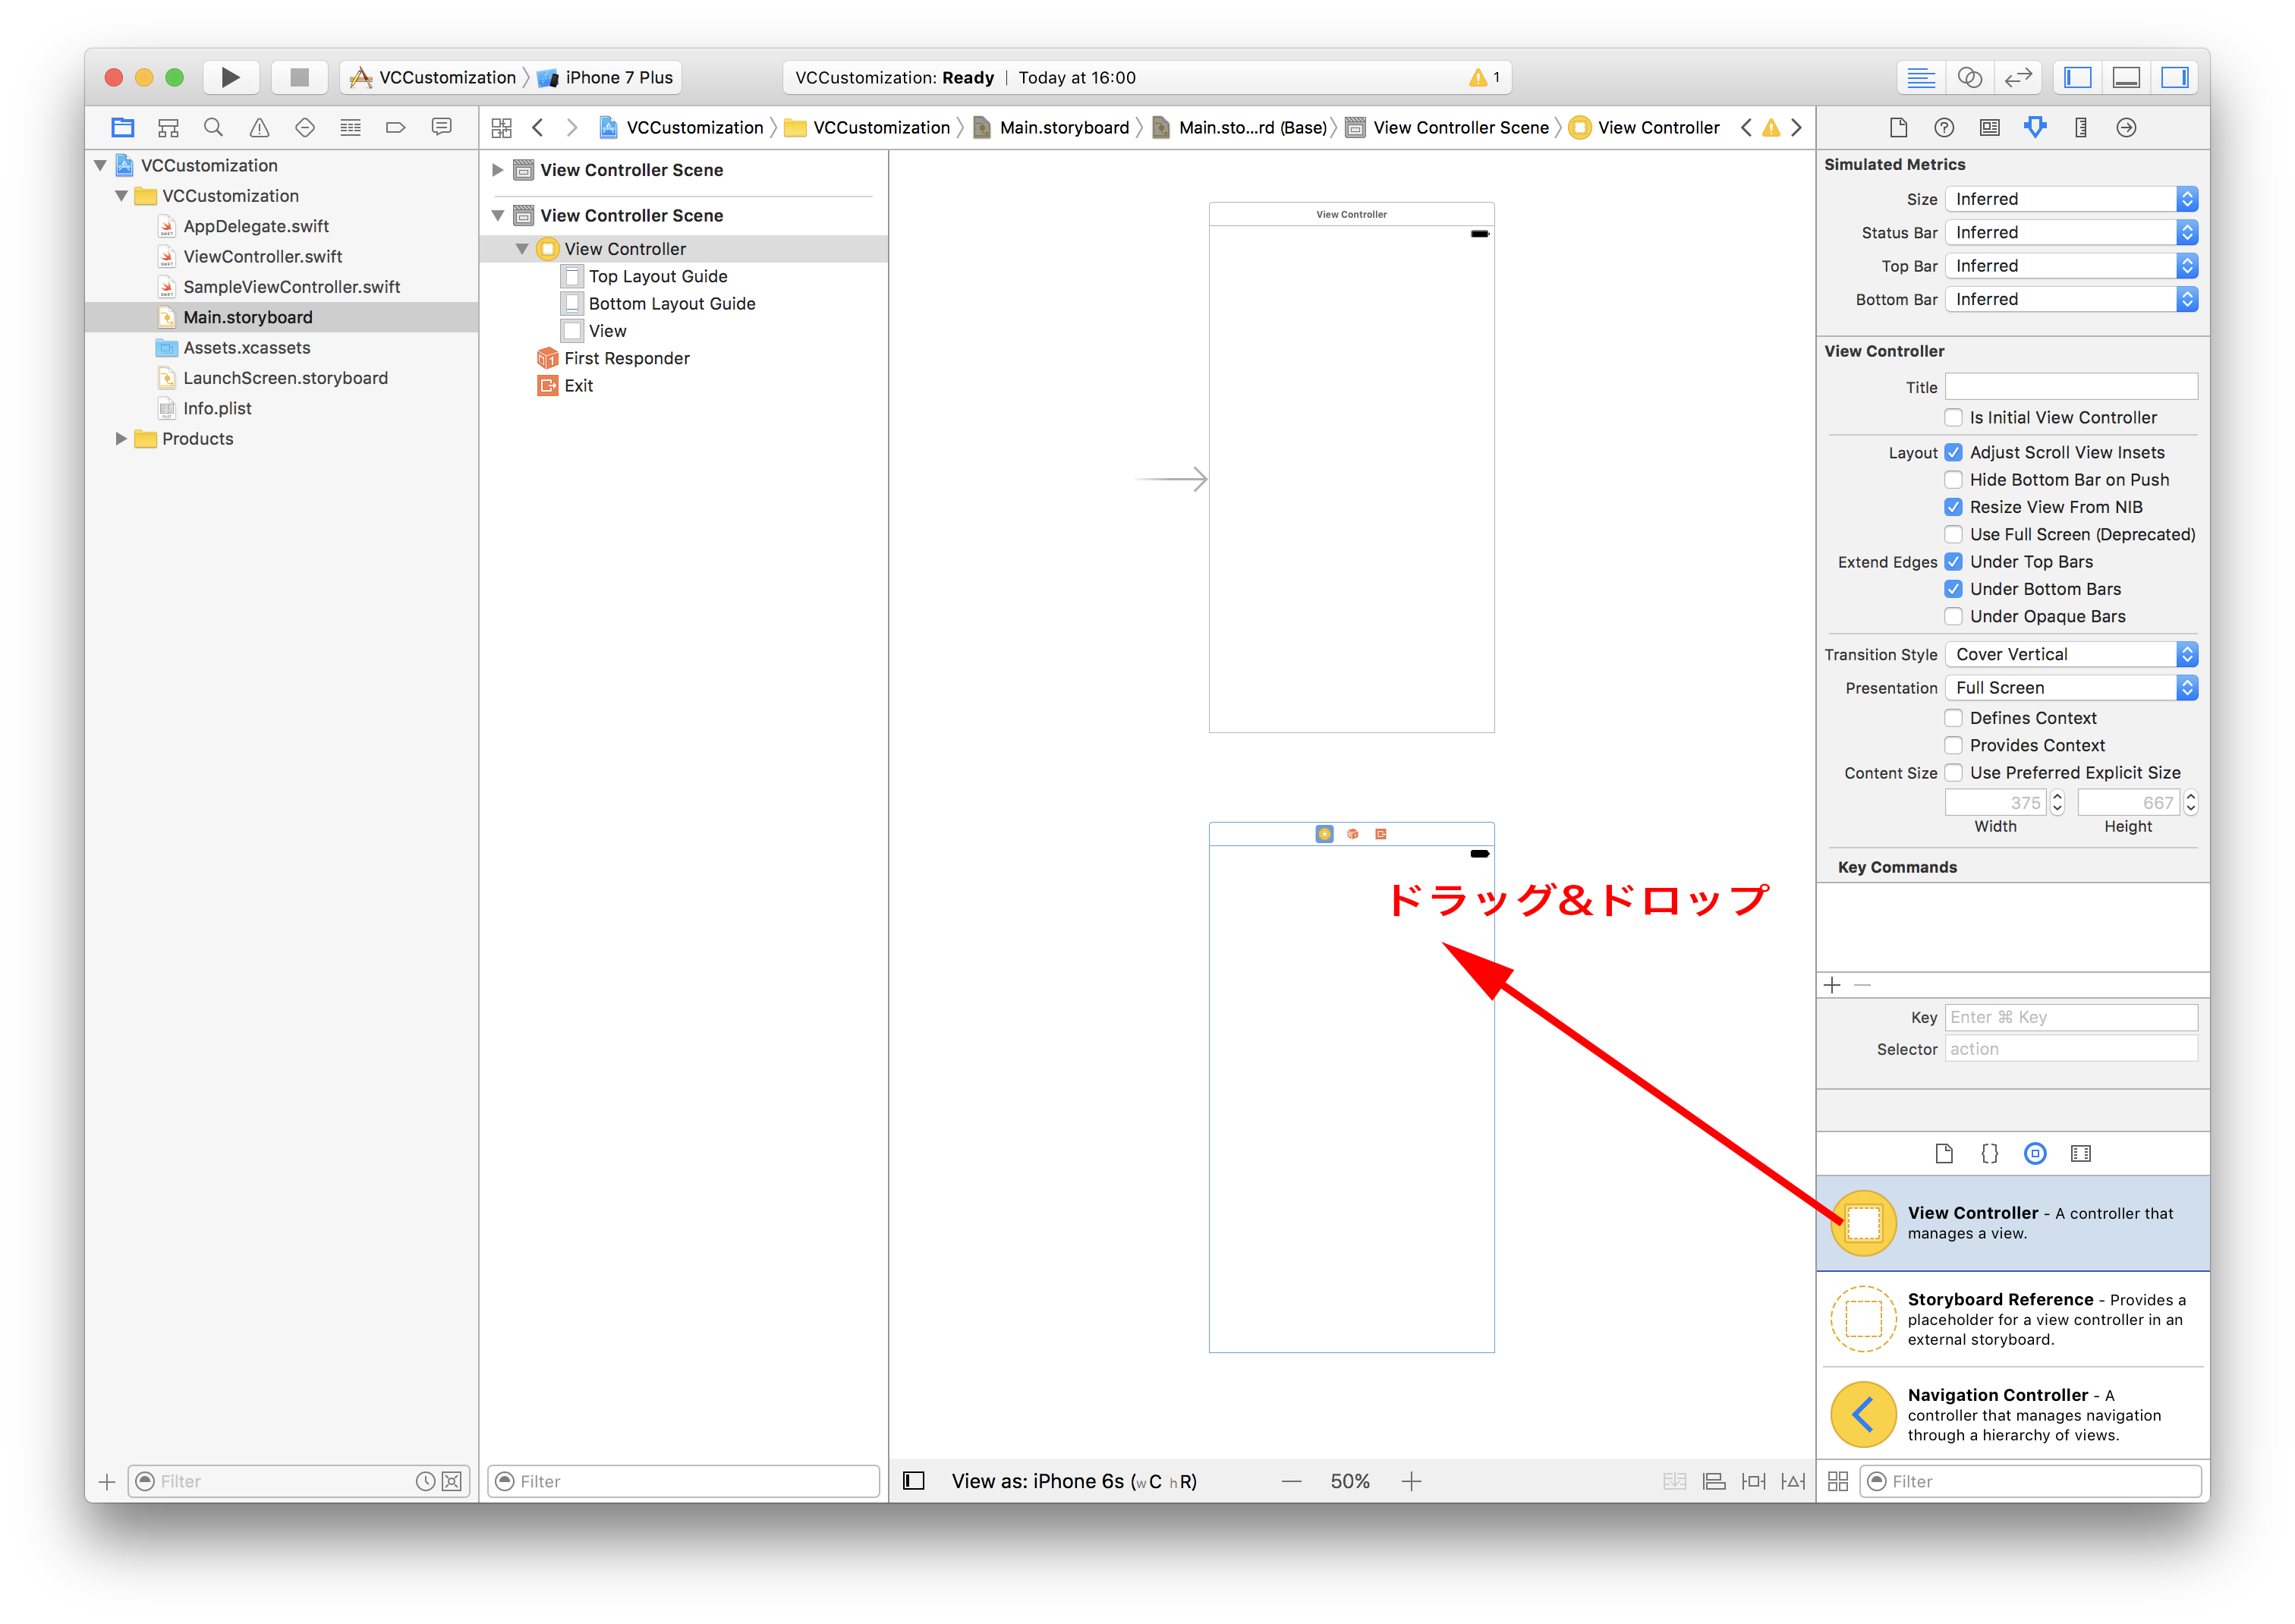 VCCustomization 〉 iPhone 7 Plus
VCCustomization: Ready | Today at 16:00
1
VCCustomization 〉 VCCustomization 〉 Main.storyboard 〉 Main.sto...rd (Base) 〉 View Controller Scene 〉 View Controller
VCCustomization
VCCustomization
AppDelegate.swift
ViewController.swift
SampleViewController.swift
Main.storyboard
Assets.xcassets
LaunchScreen.storyboard
Info.plist
Products
Filter
View Controller Scene
View Controller Scene
View Controller
Top Layout Guide
Bottom Layout Guide
View
First Responder
Exit
Filter
View Controller
ドラッグ&ドロップ
View as: iPhone 6s (wC hR)
50%
Simulated Metrics
Size Inferred
Status Bar Inferred
Top Bar Inferred
Bottom Bar Inferred
View Controller
Title
Is Initial View Controller
Layout Adjust Scroll View Insets
Hide Bottom Bar on Push
Resize View From NIB
Use Full Screen (Deprecated)
Extend Edges Under Top Bars
Under Bottom Bars
Under Opaque Bars
Transition Style Cover Vertical
Presentation Full Screen
Defines Context
Provides Context
Content Size Use Preferred Explicit Size
375 667
Width Height
Key Commands
Key Enter ⌘ Key
Selector action
View Controller - A controller that
manages a view.
Storyboard Reference - Provides a
placeholder for a view controller in an
external storyboard.
Navigation Controller - A
controller that manages navigation
through a hierarchy of views.
Filter